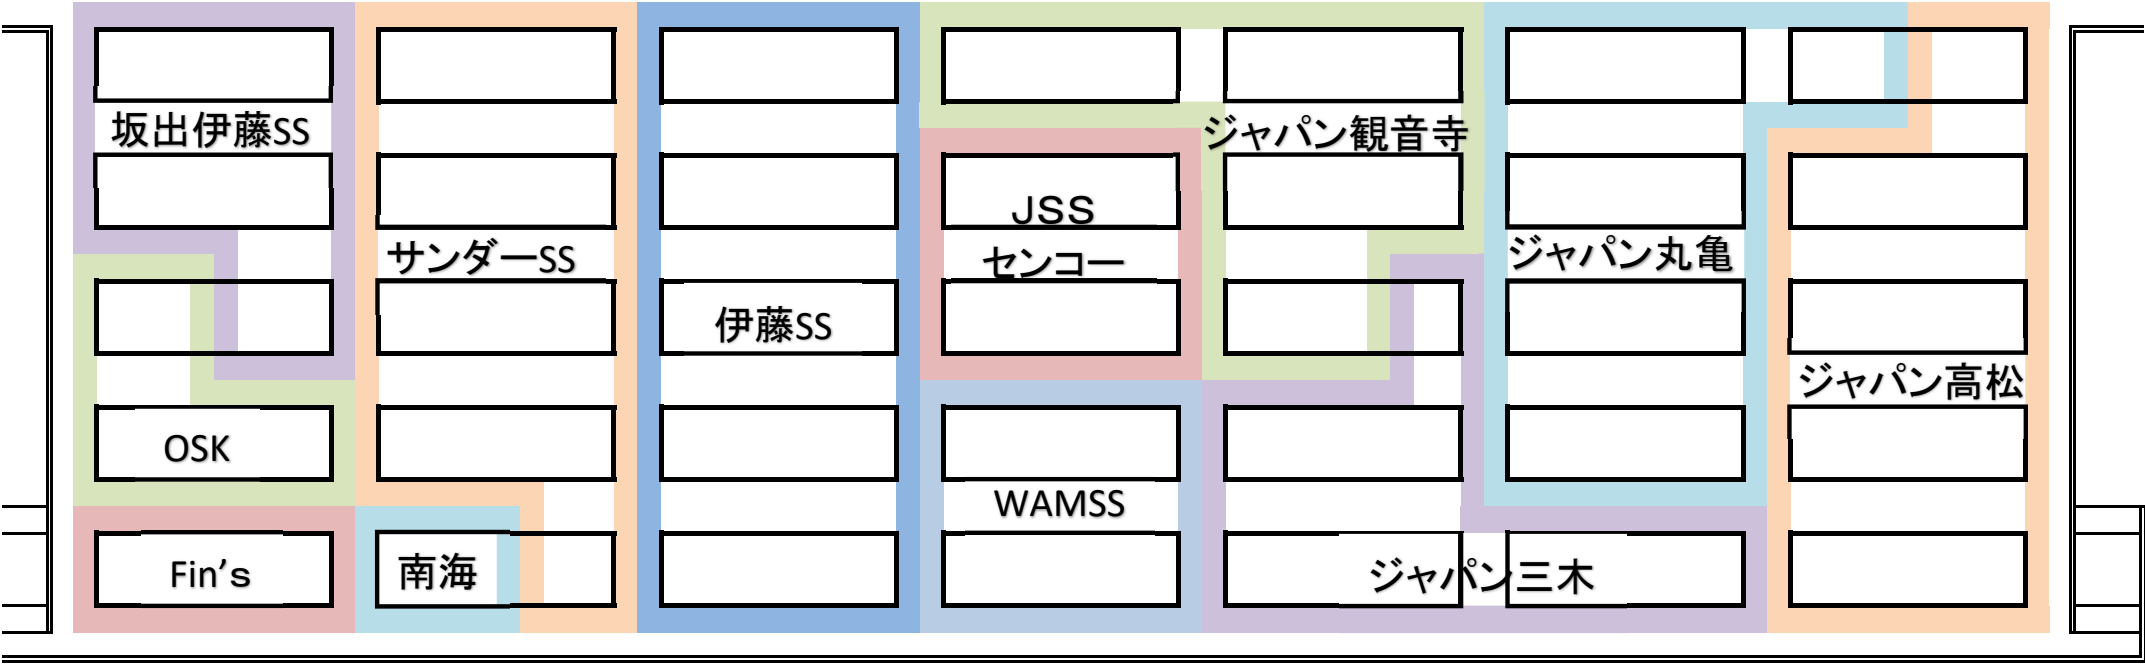 坂出伊藤SS
サンダーSS
伊藤SS
JSS
センコー
ジャパン観音寺
ジャパン丸亀
ジャパン高松
OSK
WAMSS
Fin's
南海
ジャパン三木